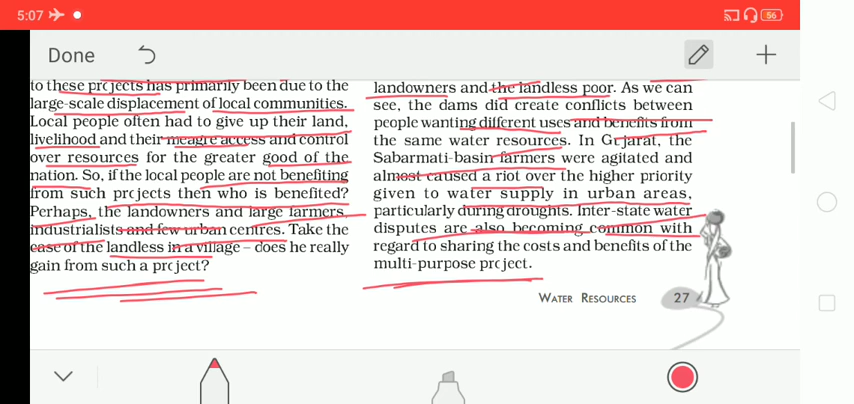 5:07
56
Done
to these projects has primarily been due to the
large-scale displacement of local communities.
Local people often had to give up their land,
livelihood and their meagre access and control
over resources for the greater good of the
nation. So, if the local people are not benefiting
from such projects then who is benefited?
Perhaps, the landowners and large farmers,
industrialists and few urban centres. Take the
case of the landless in a village – does he really
gain from such a project?
landowners and the landless poor. As we can
see, the dams did create conflicts between
people wanting different uses and benefits from
the same water resources. In Gujarat, the
Sabarmati-basin farmers were agitated and
almost caused a riot over the higher priority
given to water supply in urban areas,
particularly during droughts. Inter-state water
disputes are also becoming common with
regard to sharing the costs and benefits of the
multi-purpose project.
WATER RESOURCES 27